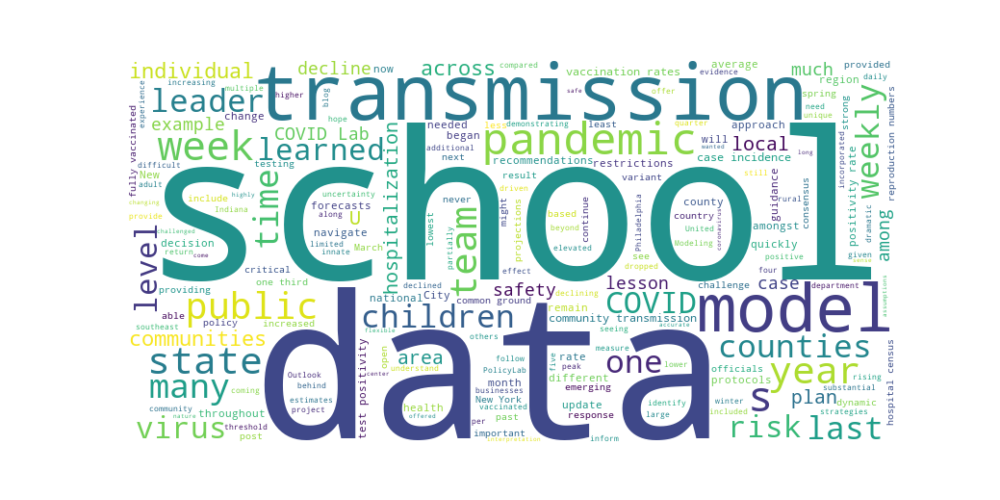 individual
transmission
decline
now
across
compared
average
vaccination rates
evidence
much
provided
daily
region
increasing
multiple
higher
blog
safe
offer
spring
experience
leader
change
hope
less
demonstrating
least
need
unique
strong
example
COVID Lab
needed
began
pandemic
approach
will
wanted
long
local
weekly
incorporated
reproduction numbers
fully vaccinated
week
learned
additional
next
recommendations
restrictions
case incidence
difficult
testing
result
variant
still
quarter
New
adult
time
uncertainty
hospitalization
never
driven
projections
continue
county
country
rural
guidance
consensus
positivity rate
dramatic
among
changing
provide
include
highly
Indiana
forecasts
along
U
lowest
team
partially
might
based
beyond
Philadelphia
United
coronavirus
Modeling
amongst
quickly
school
challenged
decision
return
come
navigate
limited
innate
March
effect
elevated
see
dropped
positive
given
sense
level
critical
one third
declined
safety
declining
lesson
challenge
four
case
department
assumptions
providing
able
public
policy
increased
national
City
common ground
remain
COVID
model
children
community transmission
southeast
communities
flexible
others
seeing
accurate
officials
counties
rising
state
data
open
area
understand
PolicyLab
follow
five
rate
peak
measure
one
lower
protocols
year
hospital census
Outlook
behind
center
month
businesses
different
emerging
substantial
many
coming
estimates
project
test positivity
health
New York
vaccinated
update
identify
winter
s
plan
dynamic
community
nature
throughout
offered
past
response
large
included
strategies
virus
threshold
post
per
important
interpretation
inform
risk
last